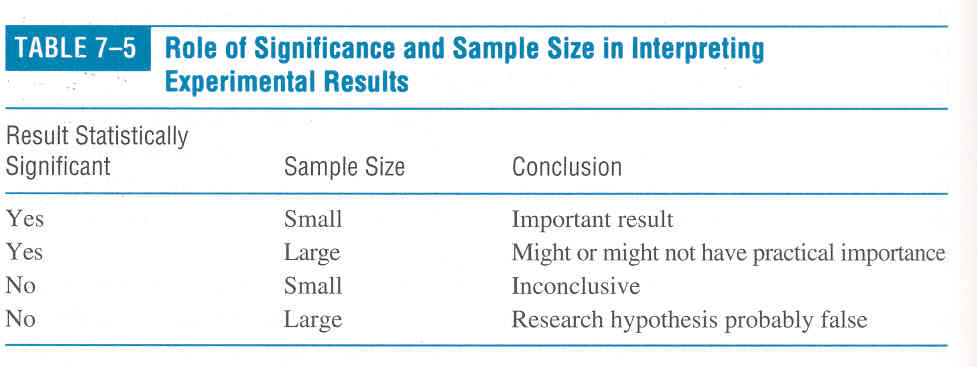 TABLE 7–5 Role of Significance and Sample Size in Interpreting
Experimental Results
Result Statistically
Significant Sample Size Conclusion
Yes Small Important result
Yes Large Might or might not have practical importance
No Small Inconclusive
No Large Research hypothesis probably false